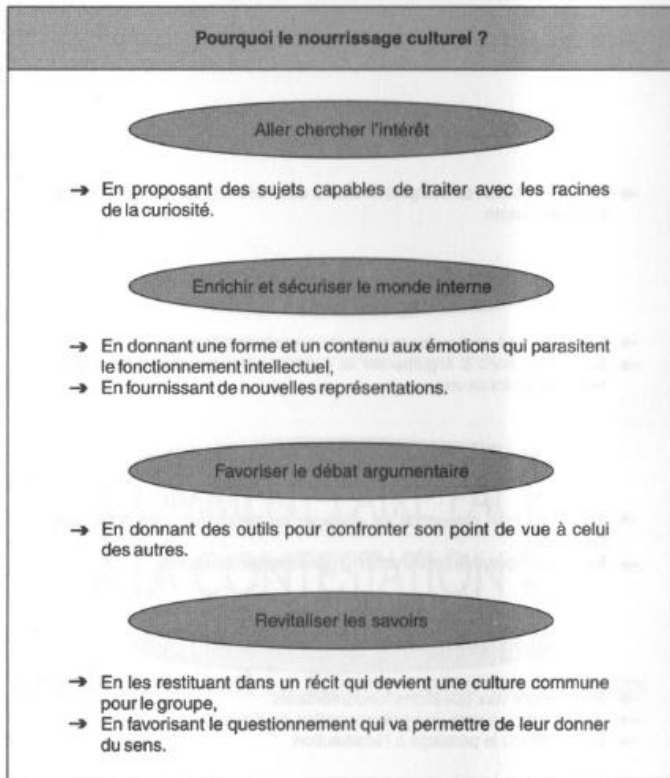 Pourquoi le nourrissage culturel ?
Aller chercher l'intérêt
→ En proposant des sujets capables de traiter avec les racines
de la curiosité.
Enrichir et sécuriser le monde interne
→ En donnant une forme et un contenu aux émotions qui parasitent
le fonctionnement intellectuel,
→ En fournissant de nouvelles représentations.
Favoriser le débat argumentaire
→ En donnant des outils pour confronter son point de vue à celui
des autres.
Revitaliser les savoirs
→ En les restituant dans un récit qui devient une culture commune
pour le groupe,
→ En favorisant le questionnement qui va permettre de leur donner
du sens.